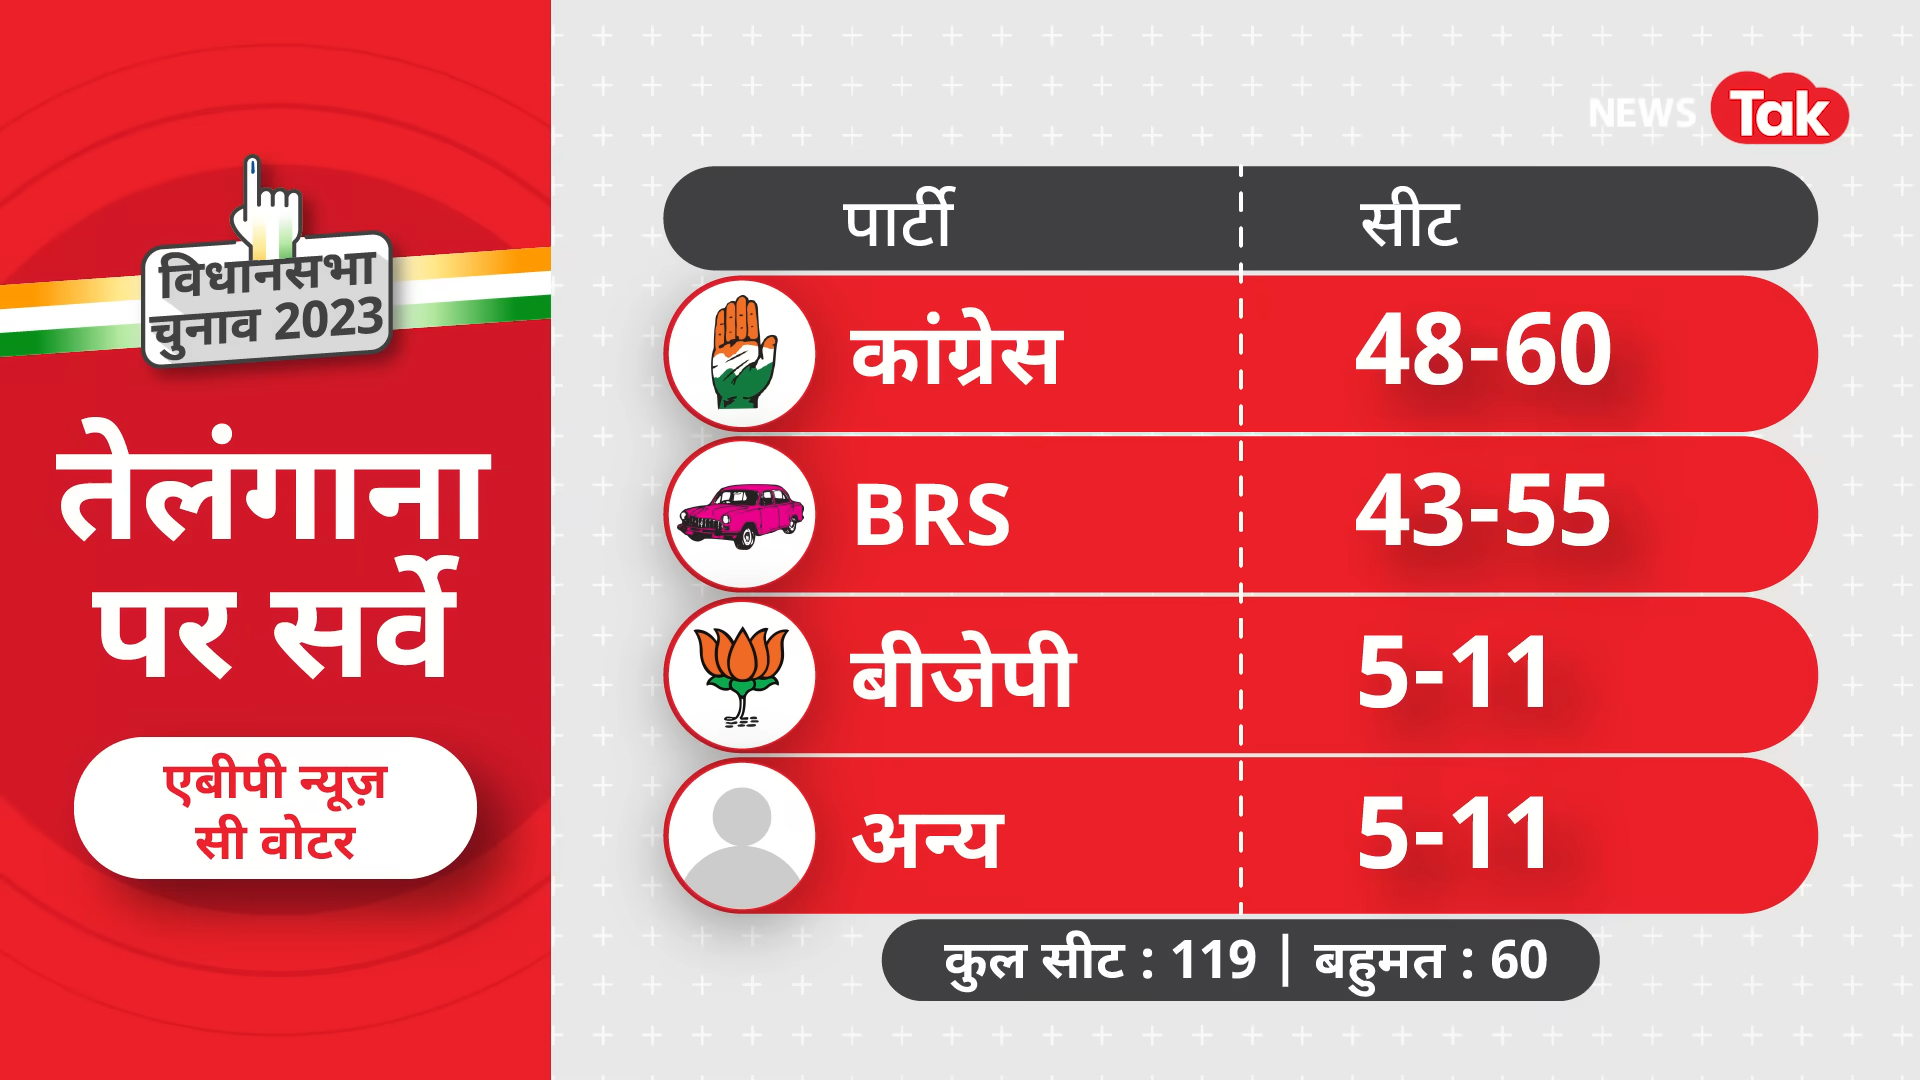 विधानसभा
चुनाव 2023
तेलंगाना
पर सर्वे
एबीपी न्यूज़
सी वोटर
NEWS Tak
पार्टी सीट
कांग्रेस 48-60
BRS 43-55
बीजेपी 5-11
अन्य 5-11
कुल सीट : 119 | बहुमत : 60